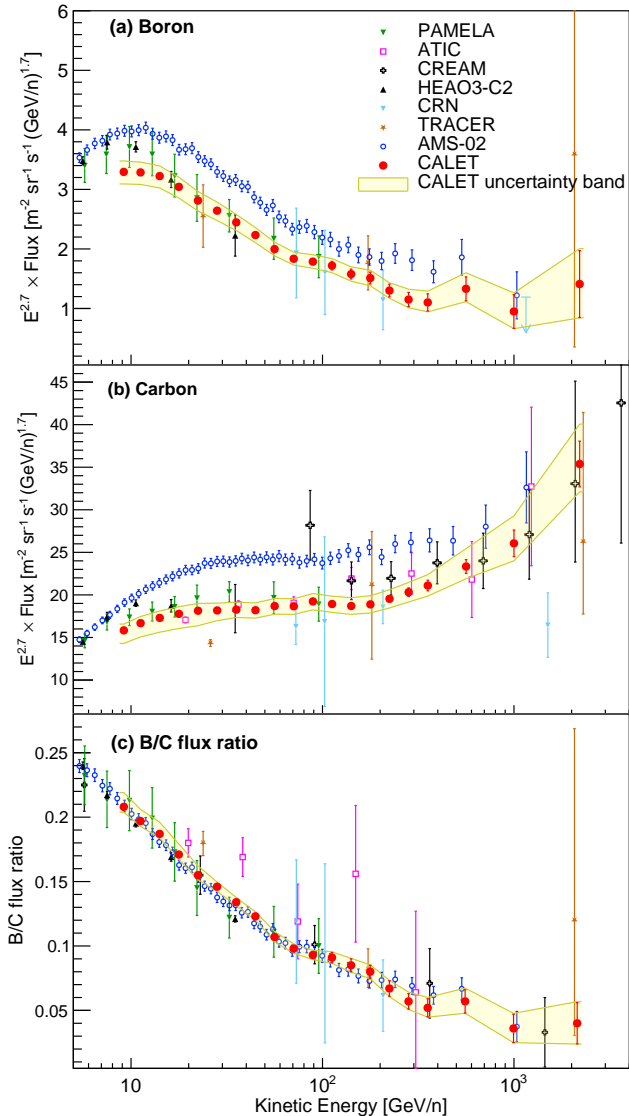 (a) Boron
PAMELA
ATIC
CREAM
HEAO3-C2
CRN
TRACER
AMS-02
CALET
CALET uncertainty band
E^2.7 × Flux [m^-2 sr^-1 s^-1 (GeV/n)^1.7]
6
5
4
3
2
1
(b) Carbon
E^2.7 × Flux [m^-2 sr^-1 s^-1 (GeV/n)^1.7]
45
40
35
30
25
20
15
10
(c) B/C flux ratio
B/C flux ratio
0.25
0.2
0.15
0.1
0.05
10
10^2
10^3
Kinetic Energy [GeV/n]